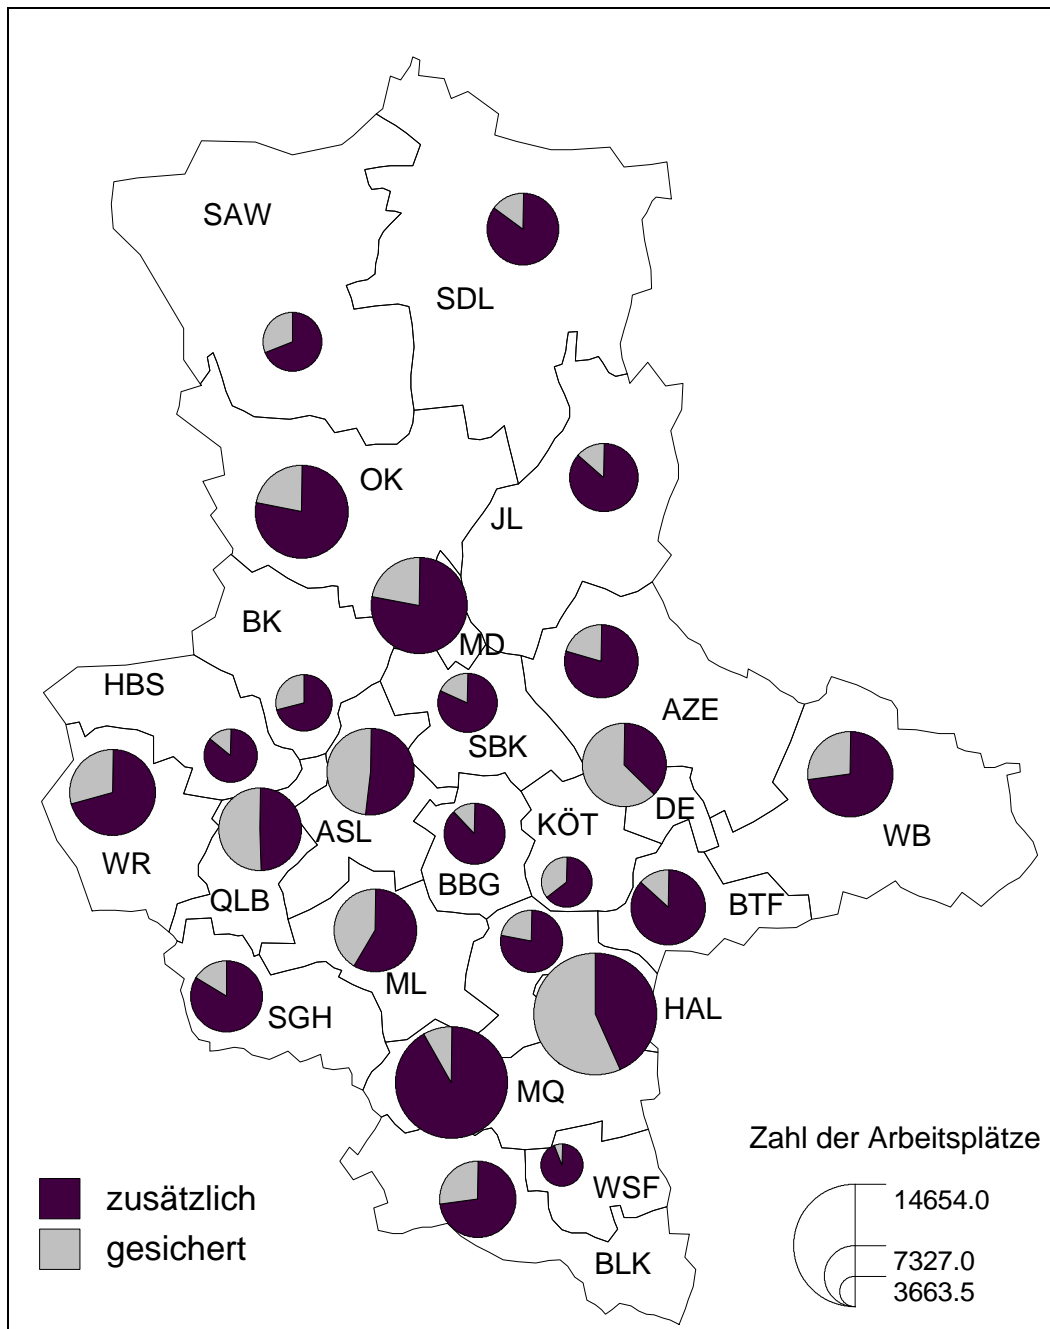 SAW
SDL
OK
JL
BK
MD
HBS
AZE
SBK
DE
KÖT
ASL
WR
WB
BBG
QLB
BTF
ML
HAL
SGH
MQ
Zahl der Arbeitsplätze
WSF
zusätzlich
14654.0
gesichert
BLK
7327.0
3663.5